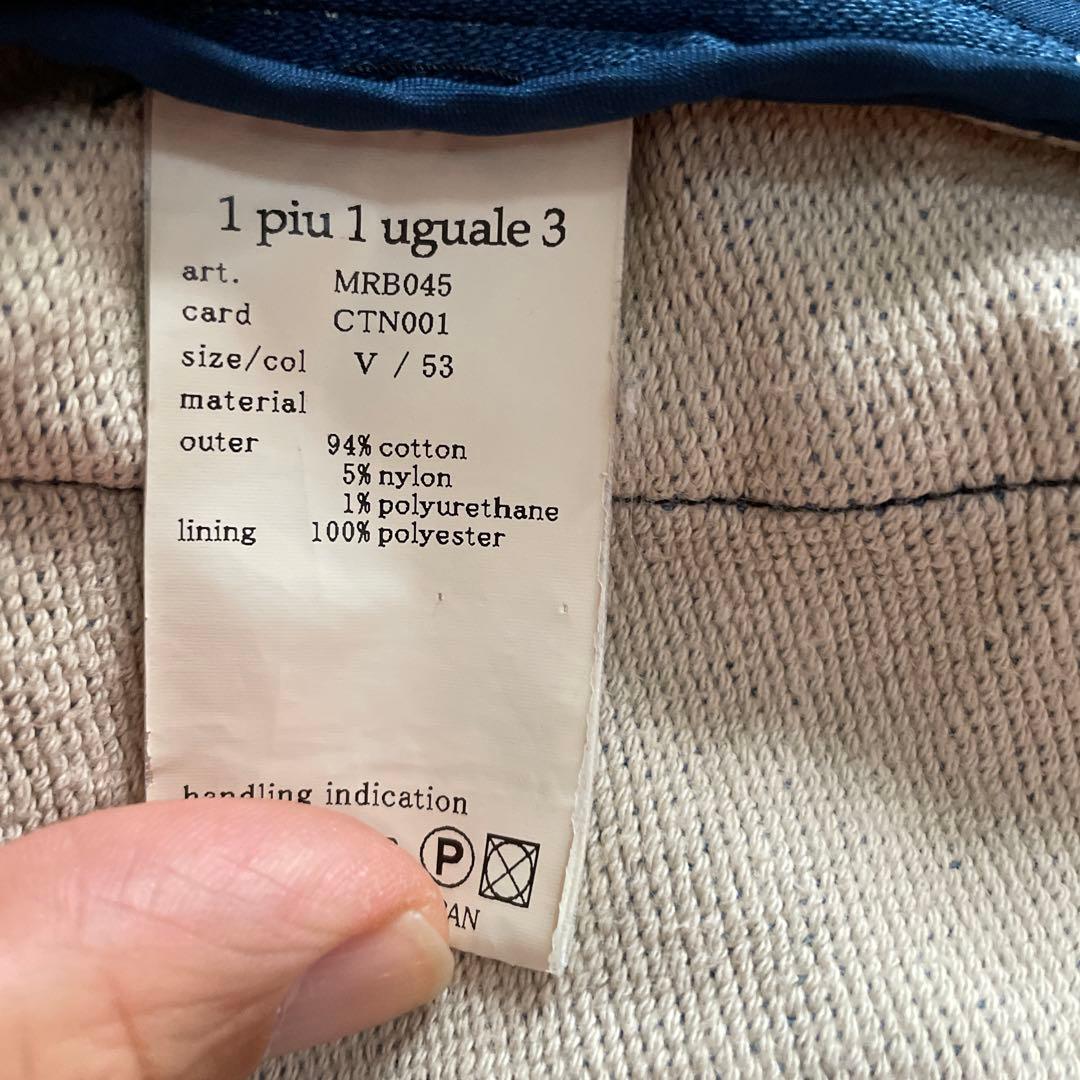 1 piu 1 uguale 3
art. MRB045
card CTN001
size/col V / 53
material
outer 94% cotton
5% nylon
1% polyurethane
lining 100% polyester
handling indication
P